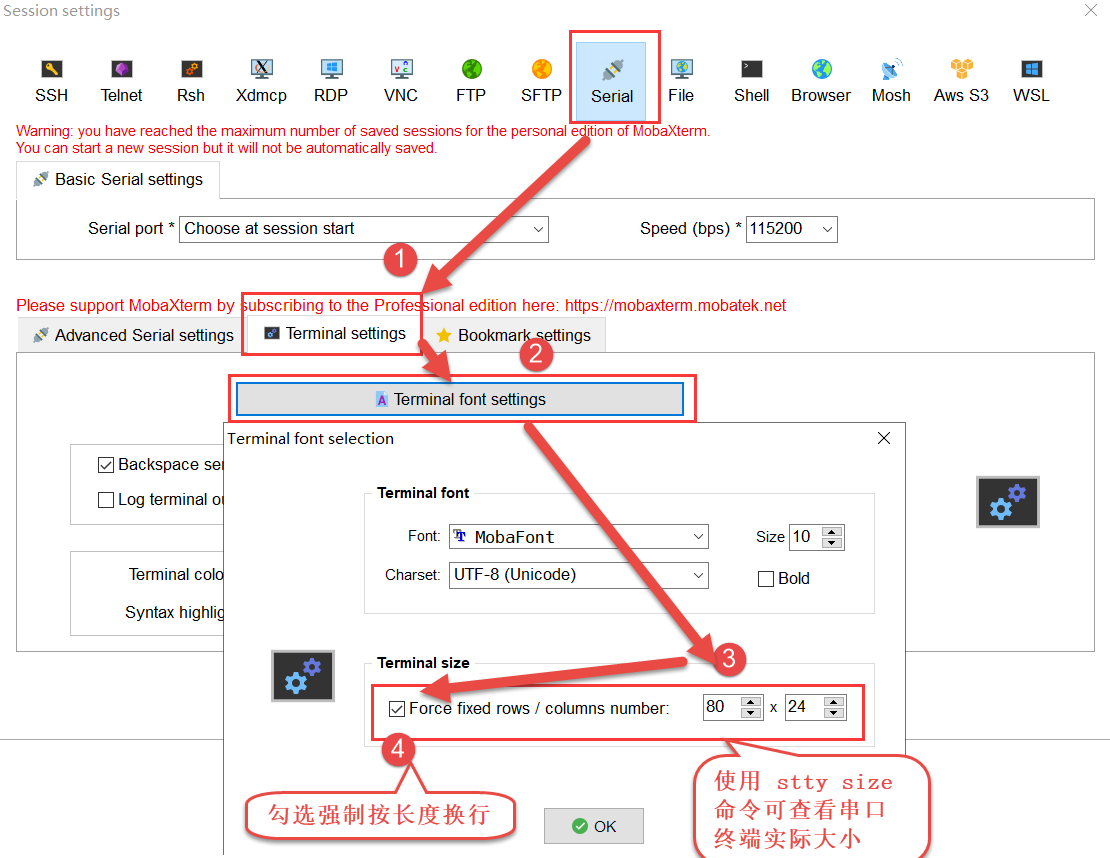 Session settings
SSH Telnet Rsh Xdmcp RDP VNC FTP SFTP Serial File Shell Browser Mosh Aws S3 WSL
Warning: you have reached the maximum number of saved sessions for the personal edition of MobaXterm.
You can start a new session but it will not be automatically saved.
Basic Serial settings
Serial port * Choose at session start Speed (bps) * 115200
1
Please support MobaXterm by subscribing to the Professional edition here: https://mobaxterm.mobatek.net
Advanced Serial settings Terminal settings Bookmark settings
2
Terminal font settings
Terminal font selection
Backspace se
Log terminal o
Terminal colo
Syntax highlig
Terminal font
Font: MobaFont Size 10
Charset: UTF-8 (Unicode) Bold
3
Terminal size
Force fixed rows / columns number: 80 x 24
4
勾选强制按长度换行
使用 stty size
命令可查看串口
终端实际大小
OK